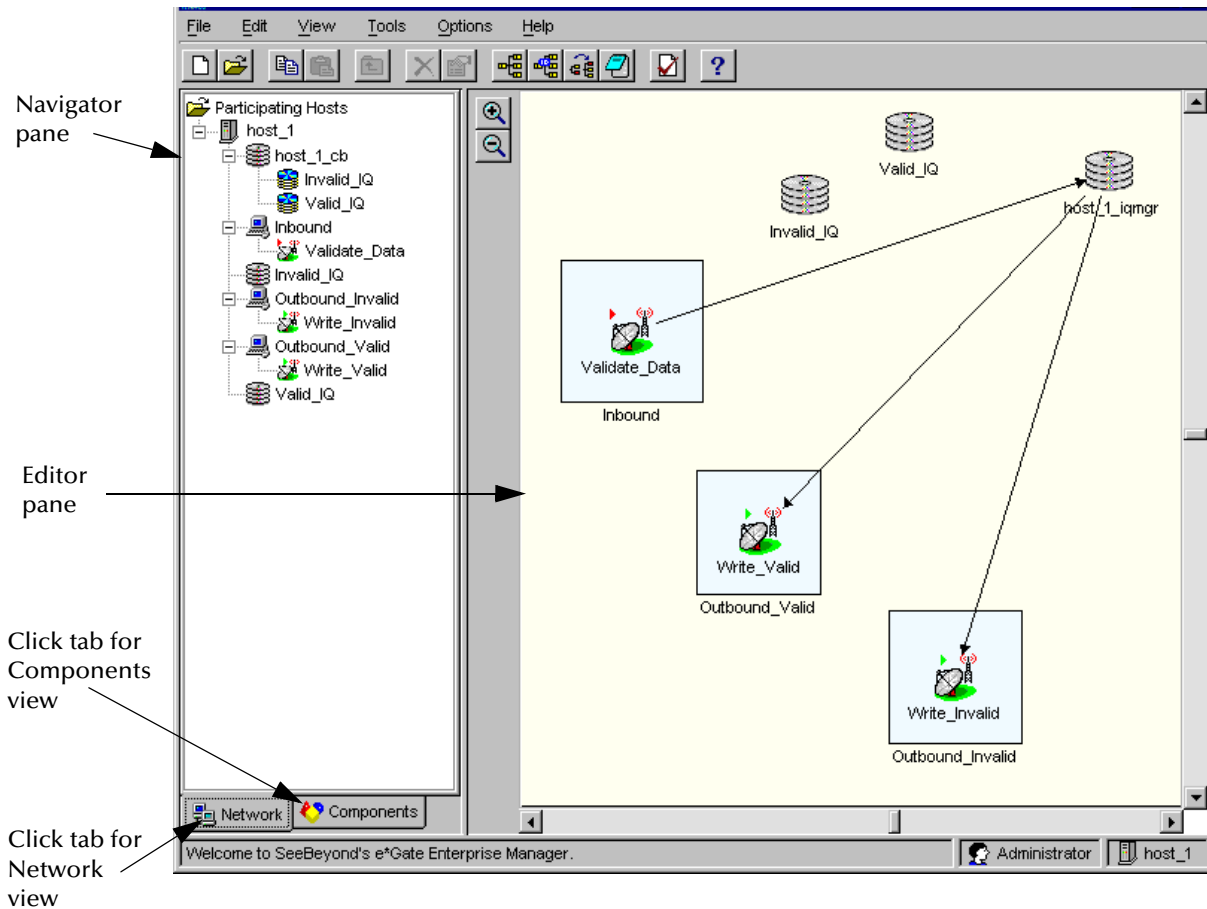 File Edit View Tools Options Help
Navigator
pane
Participating Hosts
host_1
host_1_cb
Invalid_IQ
Valid_IQ
Inbound
Validate_Data
Invalid_IQ
Outbound_Invalid
Write_Invalid
Outbound_Valid
Write_Valid
Valid_IQ
Valid_IQ
host_1_iqmgr
Invalid_IQ
Validate_Data
Inbound
Editor
pane
Write_Valid
Outbound_Valid
Write_Invalid
Outbound_Invalid
Click tab for
Components
view
Network Components
Click tab for
Network
view
Welcome to SeeBeyond's e*Gate Enterprise Manager. Administrator host_1